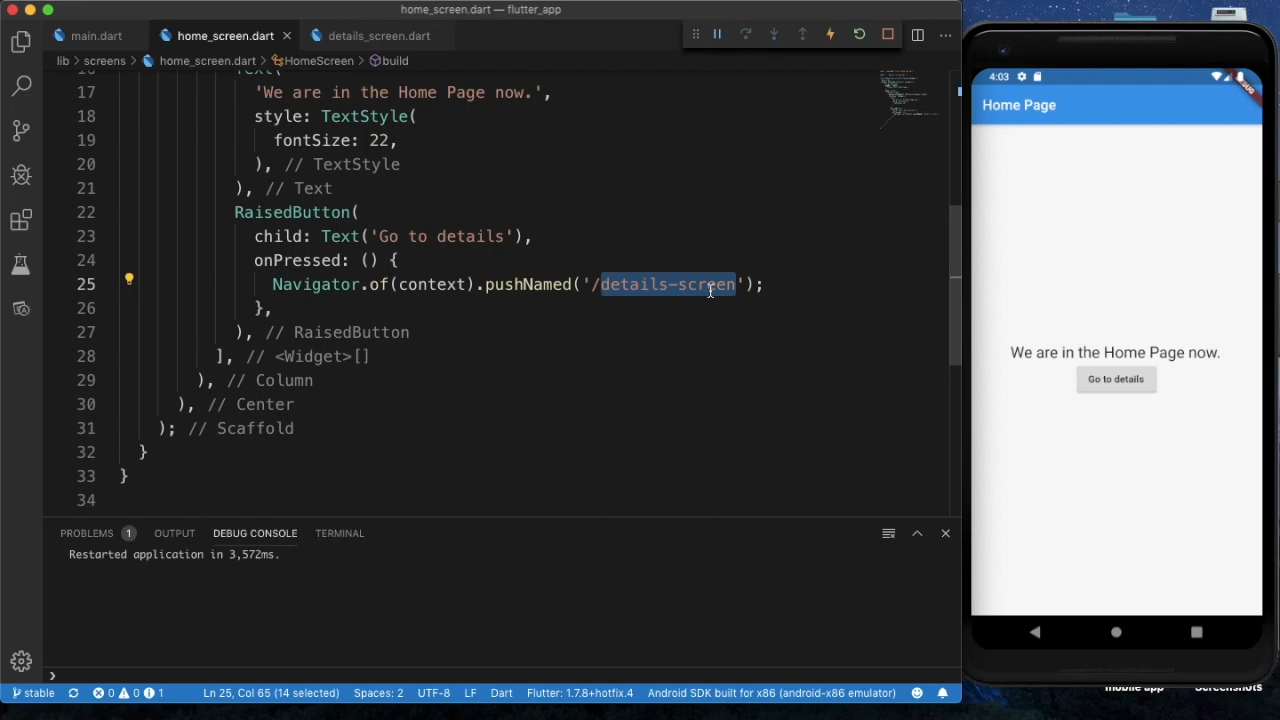 home_screen.dart — flutter_app
main.dart
home_screen.dart
details_screen.dart
lib › screens › home_screen.dart › HomeScreen › build
Text(
17 'We are in the Home Page now.',
18 style: TextStyle(
19 fontSize: 22,
20 ), // TextStyle
21 ), // Text
22 RaisedButton(
23 child: Text('Go to details'),
24 onPressed: () {
25 Navigator.of(context).pushNamed('/details-screen');
26 },
27 ), // RaisedButton
28 ], // <Widget>[]
29 ), // Column
30 ), // Center
31 ); // Scaffold
32 }
33 }
34
PROBLEMS 1 OUTPUT DEBUG CONSOLE TERMINAL
Restarted application in 3,572ms.
stable 0 0 1 Ln 25, Col 65 (14 selected) Spaces: 2 UTF-8 LF Dart Flutter: 1.7.8+hotfix.4 Android SDK built for x86 (android-x86 emulator)
4:03
Home Page
We are in the Home Page now.
Go to details
mobile app
Screenshots